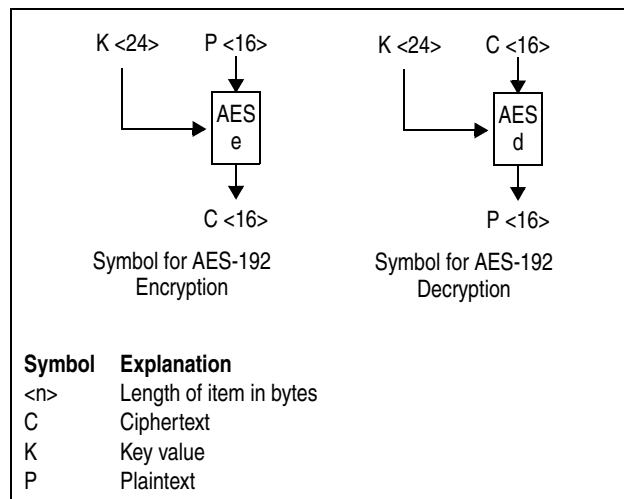 K <24> P <16>
AES
e
C <16>
Symbol for AES-192
Encryption
K <24> C <16>
AES
d
P <16>
Symbol for AES-192
Decryption
Symbol Explanation
<n> Length of item in bytes
C Ciphertext
K Key value
P Plaintext